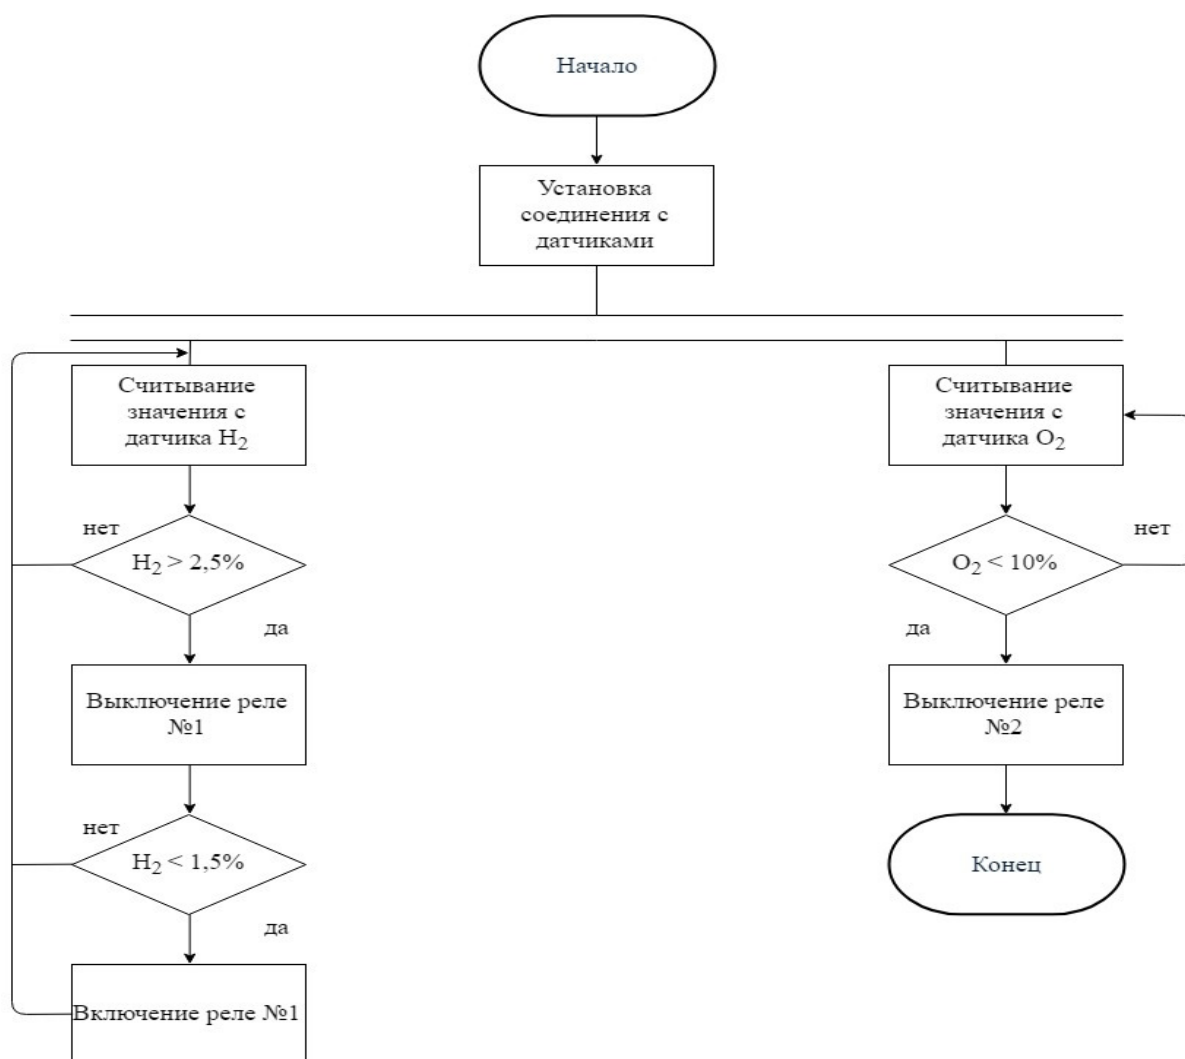 Начало
Установка
соединения с
датчиками
Считывание
значения с
датчика H₂
нет
H₂ > 2,5%
да
Выключение реле
№1
нет
H₂ < 1,5%
да
Включение реле №1
Считывание
значения с
датчика O₂
нет
O₂ < 10%
да
Выключение реле
№2
Конец